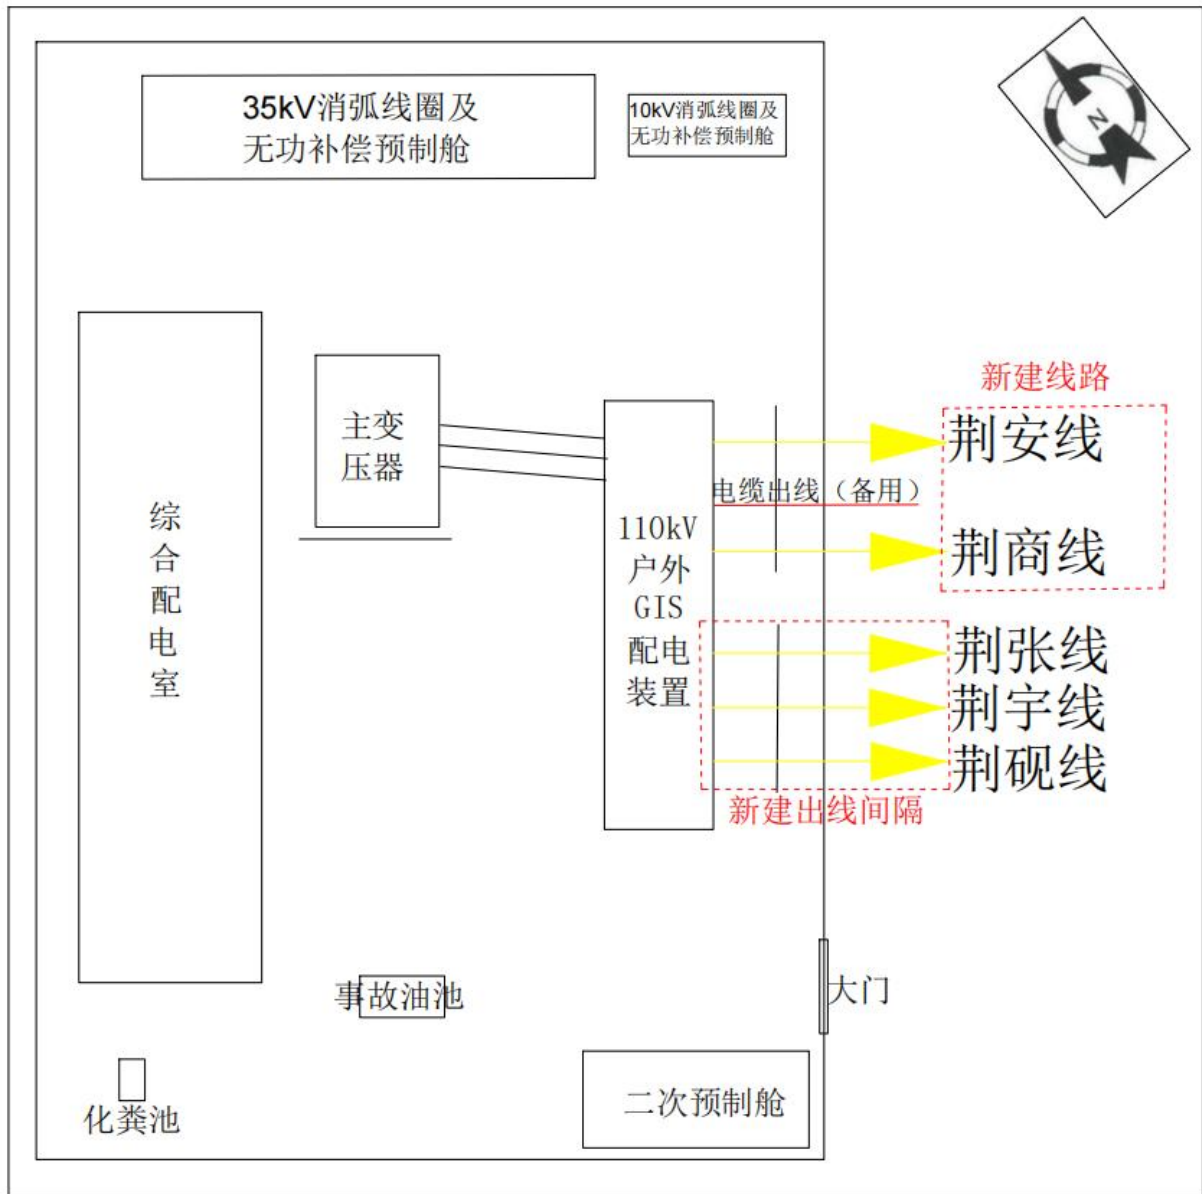 35kV消弧线圈及
无功补偿预制舱
10kV消弧线圈及
无功补偿预制舱
N
新建线路
主变
压器
荆安线
电缆出线（备用）
综
合
配
电
室
110kV
户外
GIS
配电
装置
荆商线
荆张线
荆宇线
荆砚线
新建出线间隔
事故油池
大门
化粪池
二次预制舱